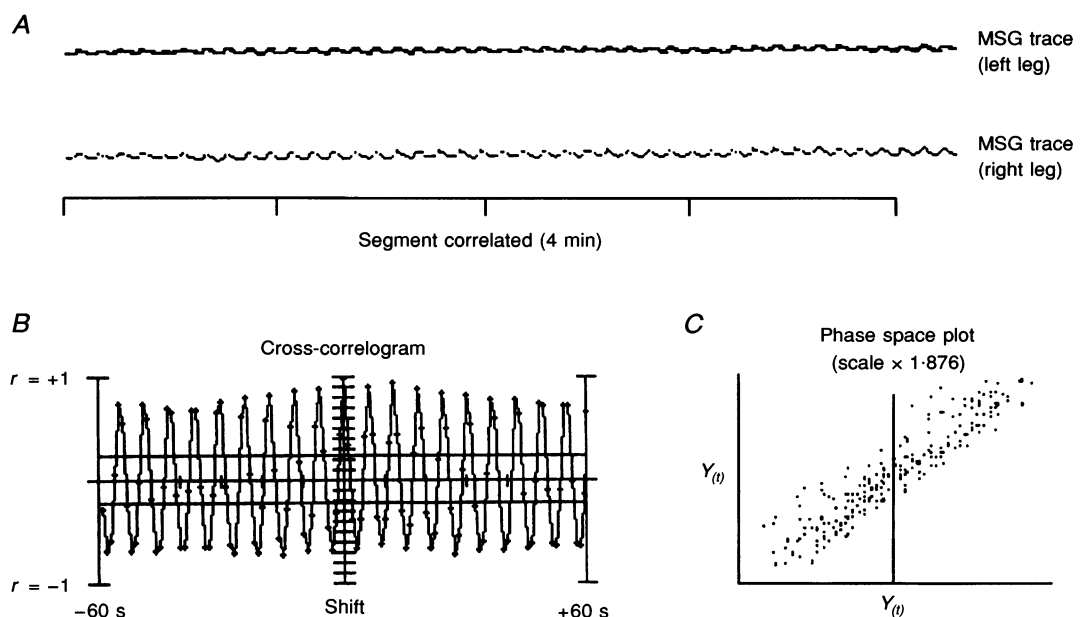 A
MSG trace
(left leg)
MSG trace
(right leg)
Segment correlated (4 min)
B
Cross-correlogram
r = +1
r = −1
−60 s
Shift
+60 s
C
Phase space plot
(scale × 1·876)
Y(t)
Y(t)